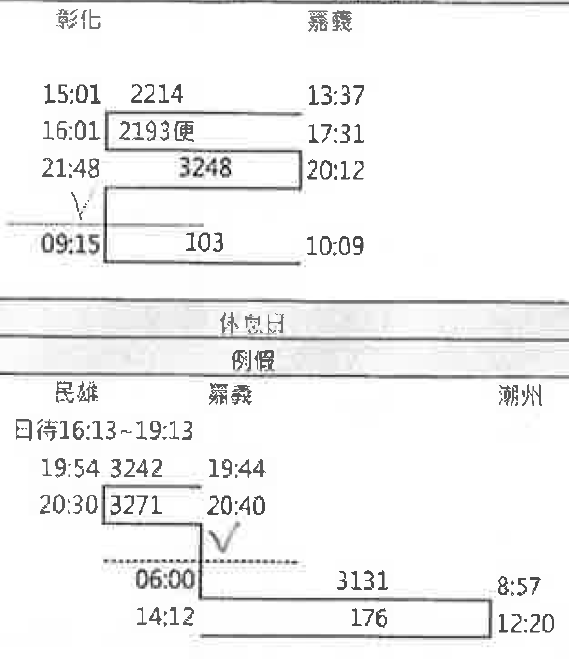 彰化 嘉義
15:01 2214 13:37
16:01 2193便 17:31
21:48 3248 20:12
09:15 103 10:09
休息日
例假
民雄 嘉義 潮州
日待16:13~19:13
19:54 3242 19:44
20:30 3271 20:40
06:00 3131 8:57
14:12 176 12:20